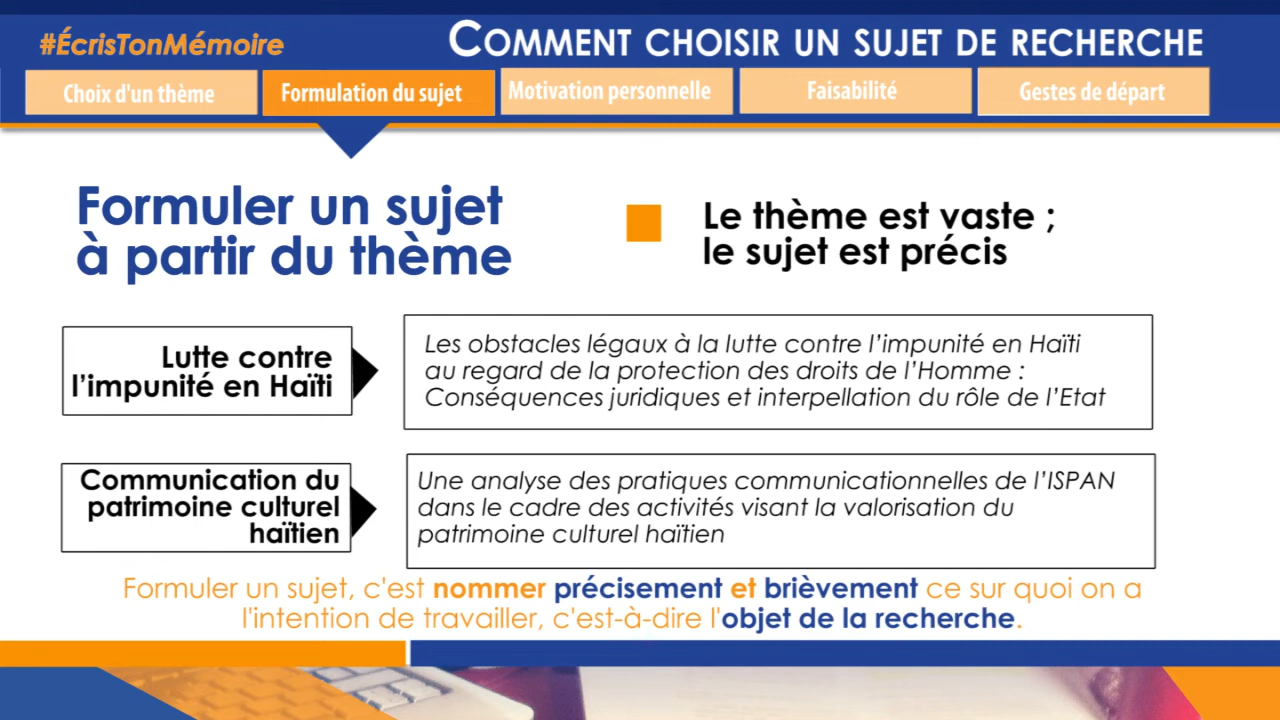 #ÉcrisTonMémoire
COMMENT CHOISIR UN SUJET DE RECHERCHE
Choix d'un thème
Formulation du sujet
Motivation personnelle
Faisabilité
Gestes de départ
Formuler un sujet
à partir du thème
Le thème est vaste ;
le sujet est précis
Lutte contre
l’impunité en Haïti
Les obstacles légaux à la lutte contre l’impunité en Haïti
au regard de la protection des droits de l’Homme :
Conséquences juridiques et interpellation du rôle de l’Etat
Communication du
patrimoine culturel
haïtien
Une analyse des pratiques communicationnelles de l’ISPAN
dans le cadre des activités visant la valorisation du
patrimoine culturel haïtien
Formuler un sujet, c'est nommer précisement et brièvement ce sur quoi on a
l'intention de travailler, c'est-à-dire l'objet de la recherche.